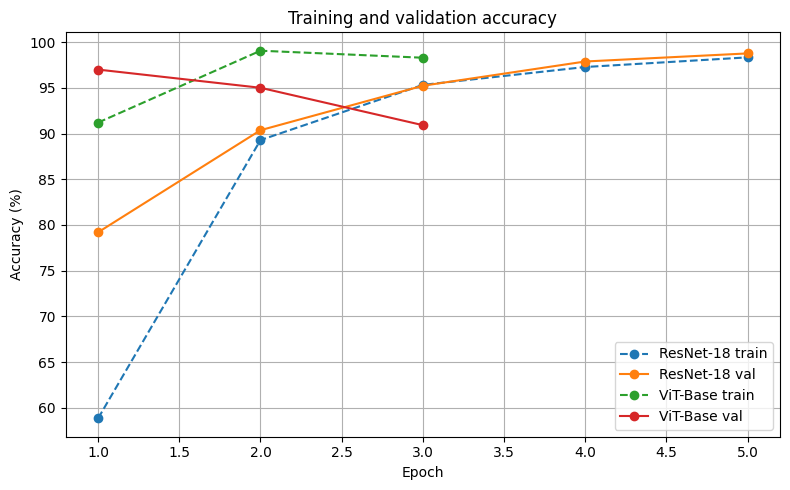 Training and validation accuracy
Accuracy (%)
100
95
90
85
80
75
70
65
60
ResNet-18 train
ResNet-18 val
ViT-Base train
ViT-Base val
1.0 1.5 2.0 2.5 3.0 3.5 4.0 4.5 5.0
Epoch